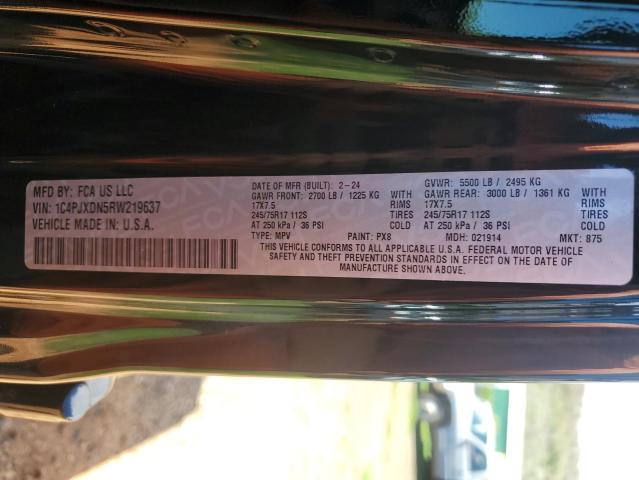 MFD BY: FCA US LLC
VIN: 1C4PJXDN5RW219637
VEHICLE MADE IN: U.S.A.
DATE OF MFR (BUILT): 2-24 GVWR: 5500 LB / 2495 KG
GAWR FRONT: 2700 LB / 1225 KG WITH GAWR REAR: 3000 LB / 1361 KG WITH
17X7.5 RIMS 17X7.5 RIMS
245/75R17 112S TIRES 245/75R17 112S TIRES
AT 250 kPa / 36 PSI COLD AT 250 kPa / 36 PSI COLD
TYPE: MPV PAINT: PX8 MDH: 021914 MKT: 875
THIS VEHICLE CONFORMS TO ALL APPLICABLE U.S.A. FEDERAL MOTOR VEHICLE
SAFETY AND THEFT PREVENTION STANDARDS IN EFFECT ON THE DATE OF
MANUFACTURE SHOWN ABOVE.